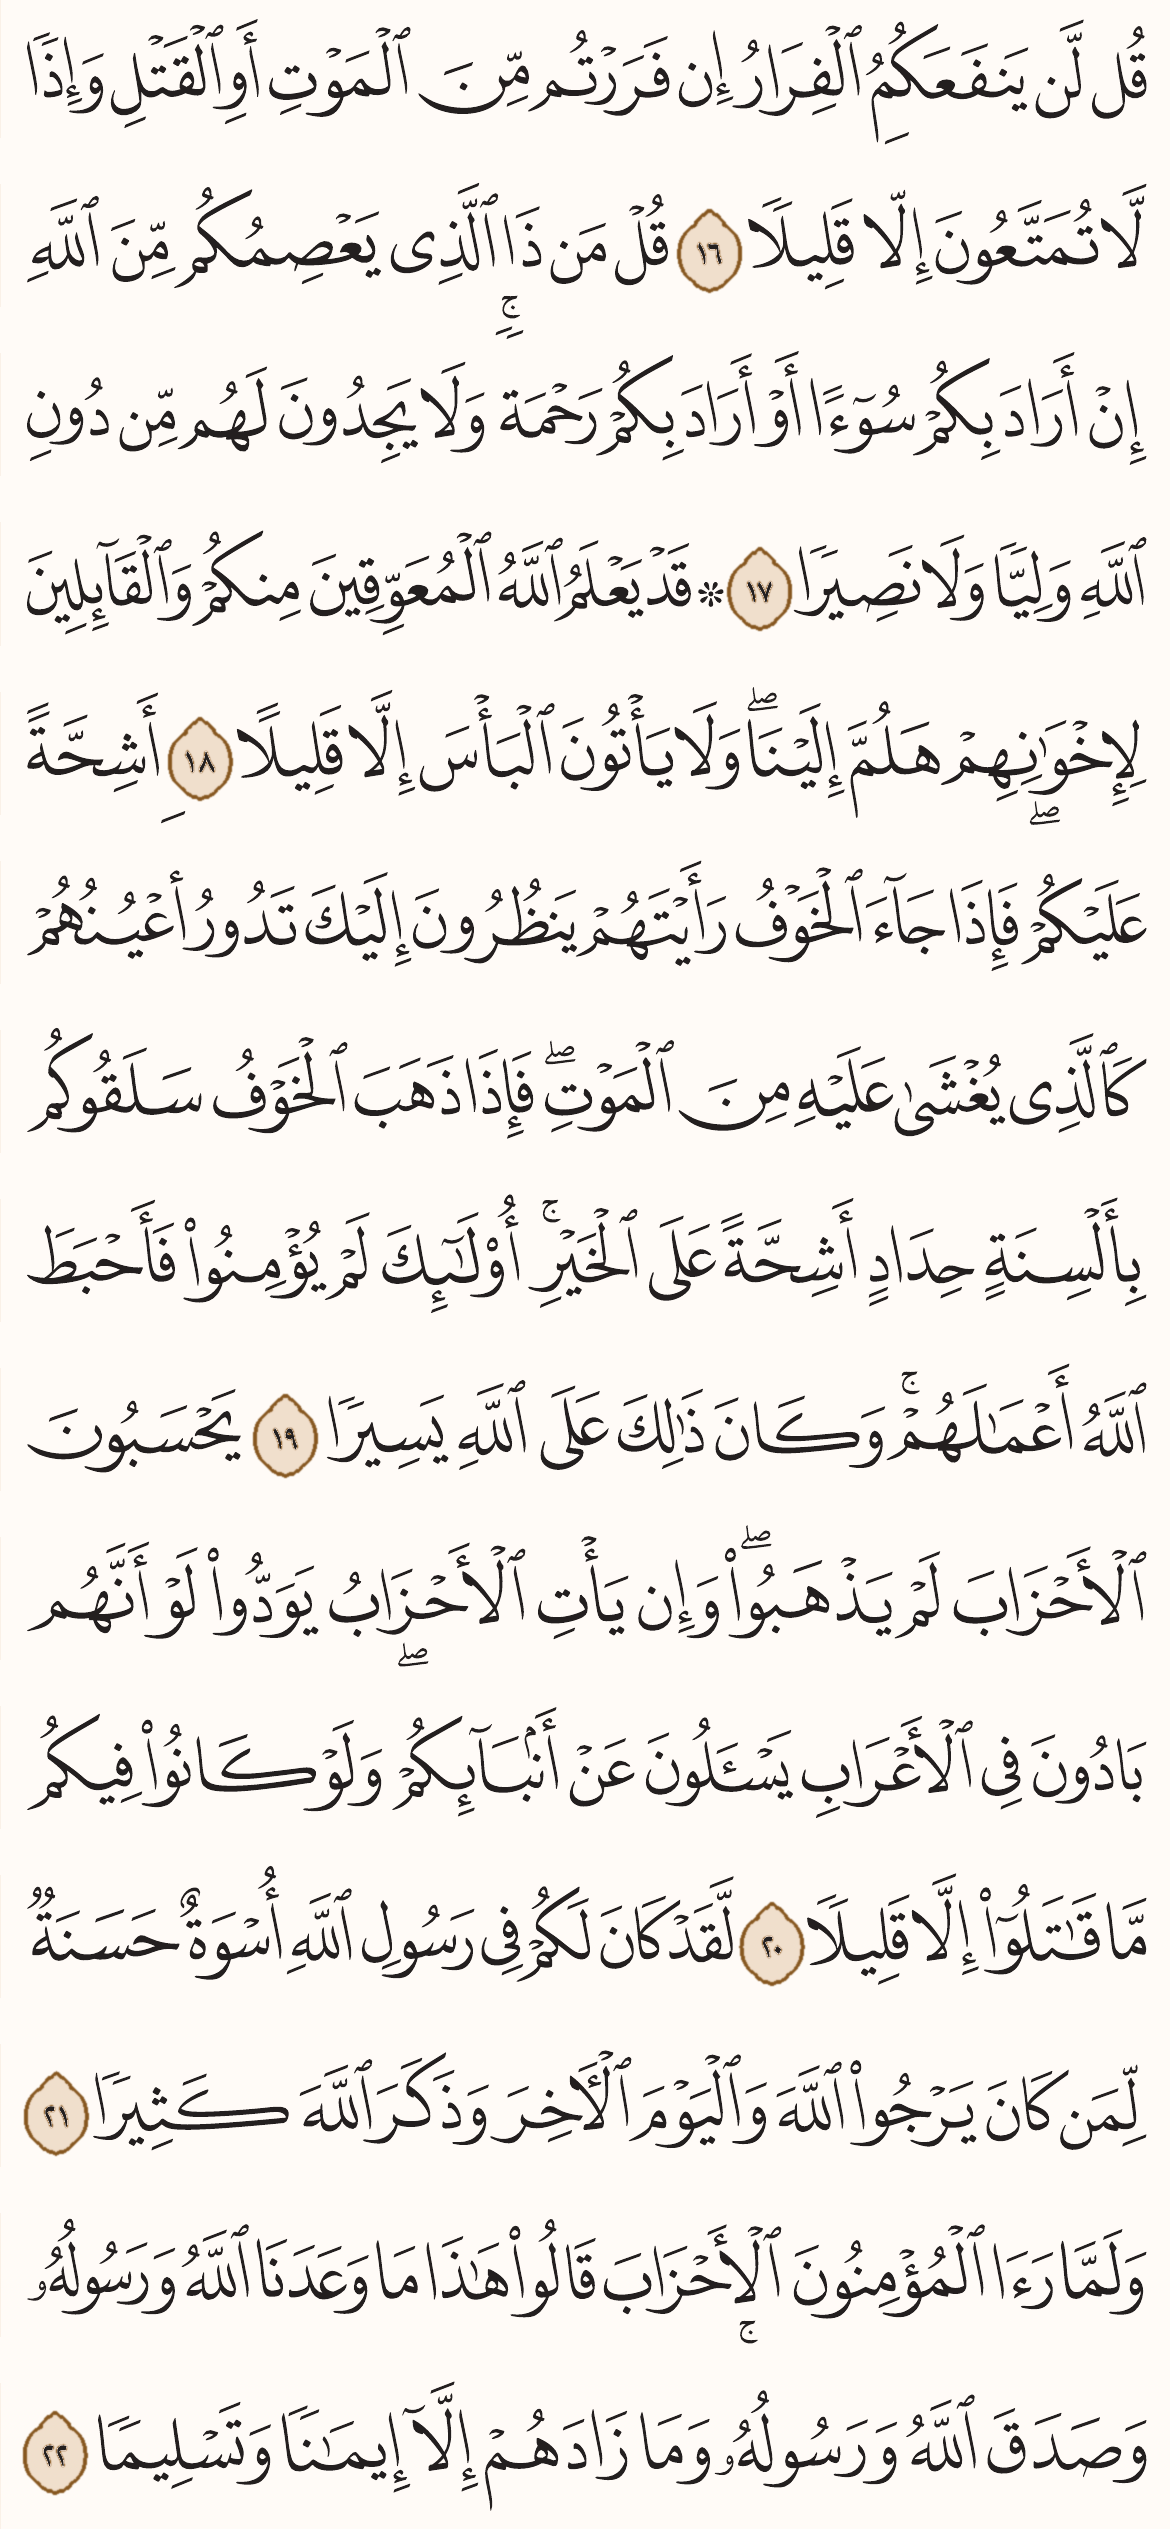 قُل لَّن يَنفَعَكُمُ ٱلۡفِرَارُ إِن فَرَرۡتُم مِّنَ ٱلۡمَوۡتِ أَوِ ٱلۡقَتۡلِ وَإِذٗا
لَّا تُمَتَّعُونَ إِلَّا قَلِيلٗا ١٦ قُلۡ مَن ذَا ٱلَّذِي يَعۡصِمُكُم مِّنَ ٱللَّهِ
إِنۡ أَرَادَ بِكُمۡ سُوٓءًا أَوۡ أَرَادَ بِكُمۡ رَحۡمَةٗۚ وَلَا يَجِدُونَ لَهُم مِّن دُونِ
ٱللَّهِ وَلِيّٗا وَلَا نَصِيرٗا ١٧ ۞ قَدۡ يَعۡلَمُ ٱللَّهُ ٱلۡمُعَوِّقِينَ مِنكُمۡ وَٱلۡقَآئِلِينَ
لِإِخۡوَٰنِهِمۡ هَلُمَّ إِلَيۡنَاۖ وَلَا يَأۡتُونَ ٱلۡبَأۡسَ إِلَّا قَلِيلًا ١٨ أَشِحَّةً
عَلَيۡكُمۡۖ فَإِذَا جَآءَ ٱلۡخَوۡفُ رَأَيۡتَهُمۡ يَنظُرُونَ إِلَيۡكَ تَدُورُ أَعۡيُنُهُمۡ
كَٱلَّذِي يُغۡشَىٰ عَلَيۡهِ مِنَ ٱلۡمَوۡتِۖ فَإِذَا ذَهَبَ ٱلۡخَوۡفُ سَلَقُوكُم
بِأَلۡسِنَةٍ حِدَادٍ أَشِحَّةً عَلَى ٱلۡخَيۡرِۚ أُوْلَٰٓئِكَ لَمۡ يُؤۡمِنُواْ فَأَحۡبَطَ
ٱللَّهُ أَعۡمَٰلَهُمۡۚ وَكَانَ ذَٰلِكَ عَلَى ٱللَّهِ يَسِيرٗا ١٩ يَحۡسَبُونَ
ٱلۡأَحۡزَابَ لَمۡ يَذۡهَبُواْۖ وَإِن يَأۡتِ ٱلۡأَحۡزَابُ يَوَدُّواْ لَوۡ أَنَّهُم
بَادُونَ فِي ٱلۡأَعۡرَابِ يَسۡـَٔلُونَ عَنۡ أَنۢبَآئِكُمۡۖ وَلَوۡ كَانُواْ فِيكُم
مَّا قَٰتَلُوٓاْ إِلَّا قَلِيلٗا ٢٠ لَّقَدۡ كَانَ لَكُمۡ فِي رَسُولِ ٱللَّهِ أُسۡوَةٌ حَسَنَةٞ
لِّمَن كَانَ يَرۡجُواْ ٱللَّهَ وَٱلۡيَوۡمَ ٱلۡأٓخِرَ وَذَكَرَ ٱللَّهَ كَثِيرٗا ٢١
وَلَمَّا رَءَا ٱلۡمُؤۡمِنُونَ ٱلۡأَحۡزَابَ قَالُواْ هَٰذَا مَا وَعَدَنَا ٱللَّهُ وَرَسُولُهُۥ
وَصَدَقَ ٱللَّهُ وَرَسُولُهُۥۚ وَمَا زَادَهُمۡ إِلَّآ إِيمَٰنٗا وَتَسۡلِيمٗا ٢٢